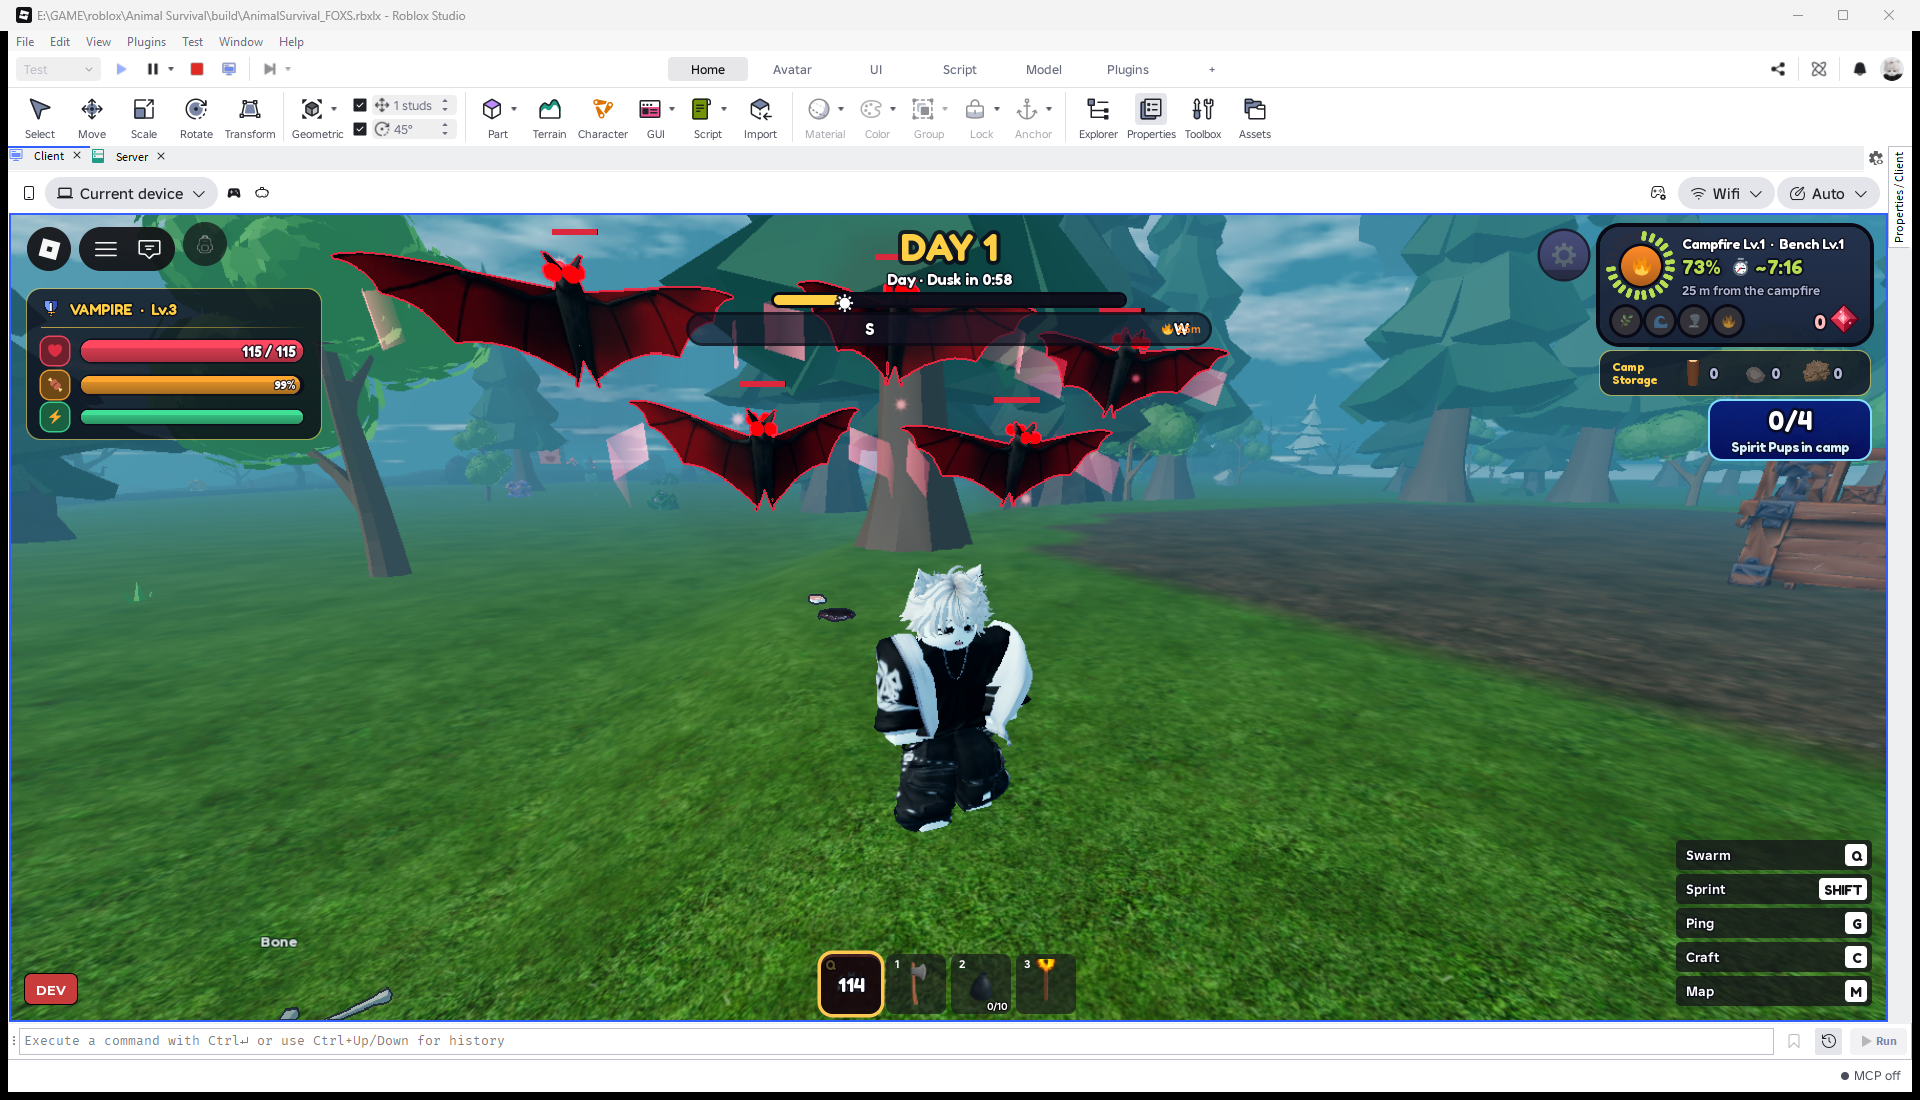 E:\GAME\roblox\Animal Survival\build\AnimalSurvival_FOXS.rbxlx - Roblox Studio
File Edit View Plugins Test Window Help
Test
Home Avatar UI Script Model Plugins +
1 studs
45°
Select Move Scale Rotate Transform Geometric Part Terrain Character GUI Script Import Material Color Group Lock Anchor Explorer Properties Toolbox Assets
Client Server
Properties / Client
Current device
Wifi
Auto
DAY 1
Day · Dusk in 0:58
S
W
VAMPIRE · Lv.3
115 / 115
99%
Campfire Lv.1 · Bench Lv.1
73% ~7:16
25 m from the campfire
0
Camp Storage
0 0 0
0/4
Spirit Pups in camp
Swarm Q
Sprint SHIFT
Ping G
Craft C
Map M
Bone
DEV
Q
114
1
2
0/10
3
Execute a command with Ctrl↵ or use Ctrl+Up/Down for history
Run
MCP off